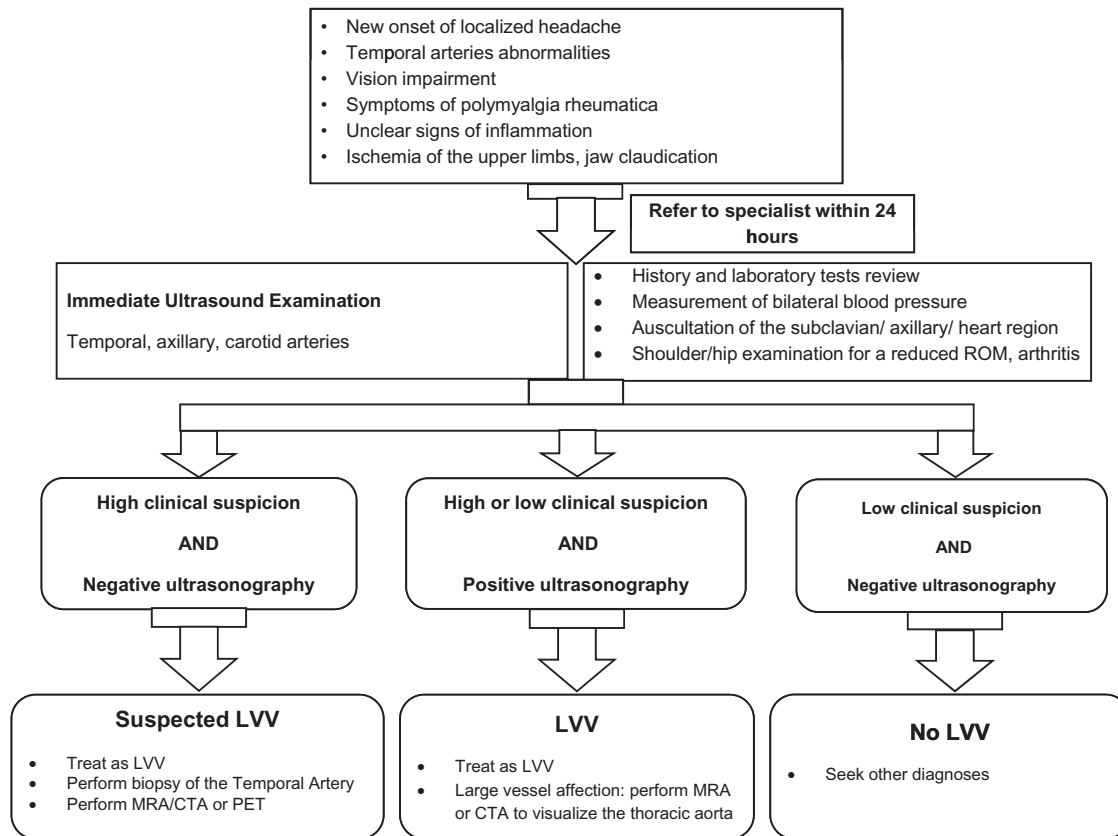 • New onset of localized headache
• Temporal arteries abnormalities
• Vision impairment
• Symptoms of polymyalgia rheumatica
• Unclear signs of inflammation
• Ischemia of the upper limbs, jaw claudication
Refer to specialist within 24
hours
Immediate Ultrasound Examination
Temporal, axillary, carotid arteries
• History and laboratory tests review
• Measurement of bilateral blood pressure
• Auscultation of the subclavian/ axillary/ heart region
• Shoulder/hip examination for a reduced ROM, arthritis
High clinical suspicion
AND
Negative ultrasonography
High or low clinical suspicion
AND
Positive ultrasonography
Low clinical suspicion
AND
Negative ultrasonography
Suspected LVV
• Treat as LVV
• Perform biopsy of the Temporal Artery
• Perform MRA/CTA or PET
LVV
• Treat as LVV
• Large vessel affection: perform MRA
or CTA to visualize the thoracic aorta
No LVV
• Seek other diagnoses